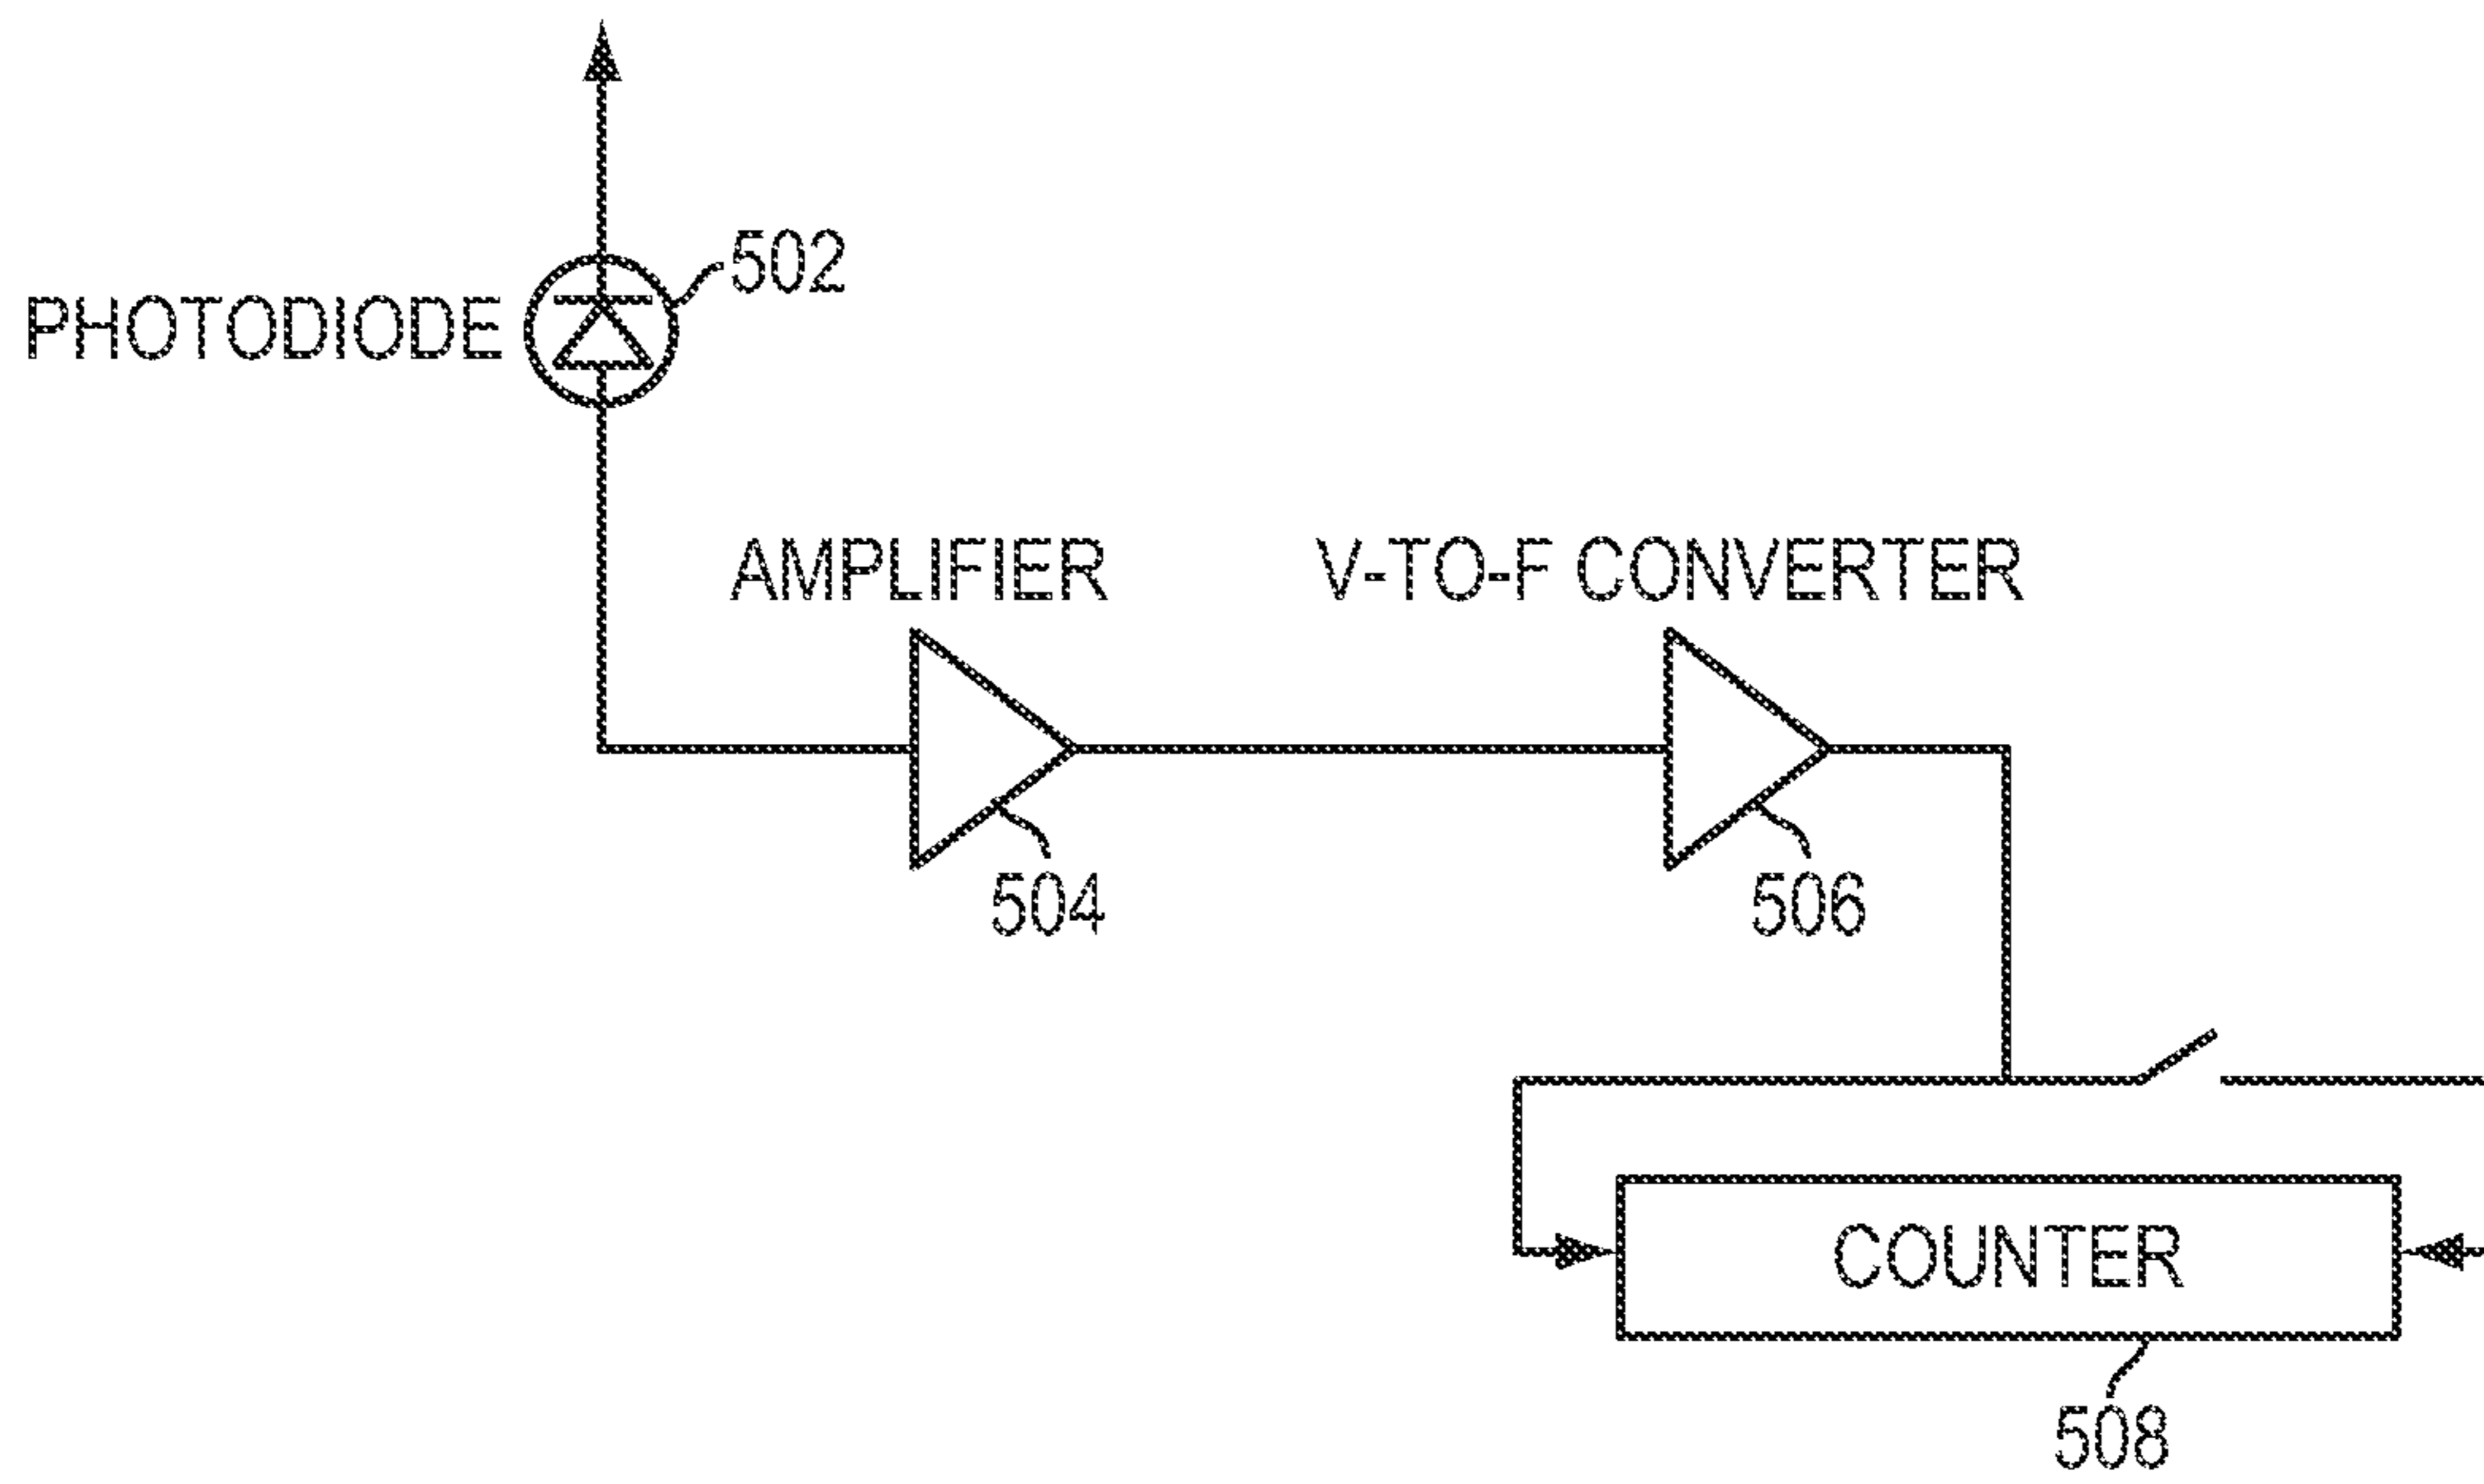 502
PHOTODIODE
AMPLIFIER
V-TO-F CONVERTER
504
506
COUNTER
508